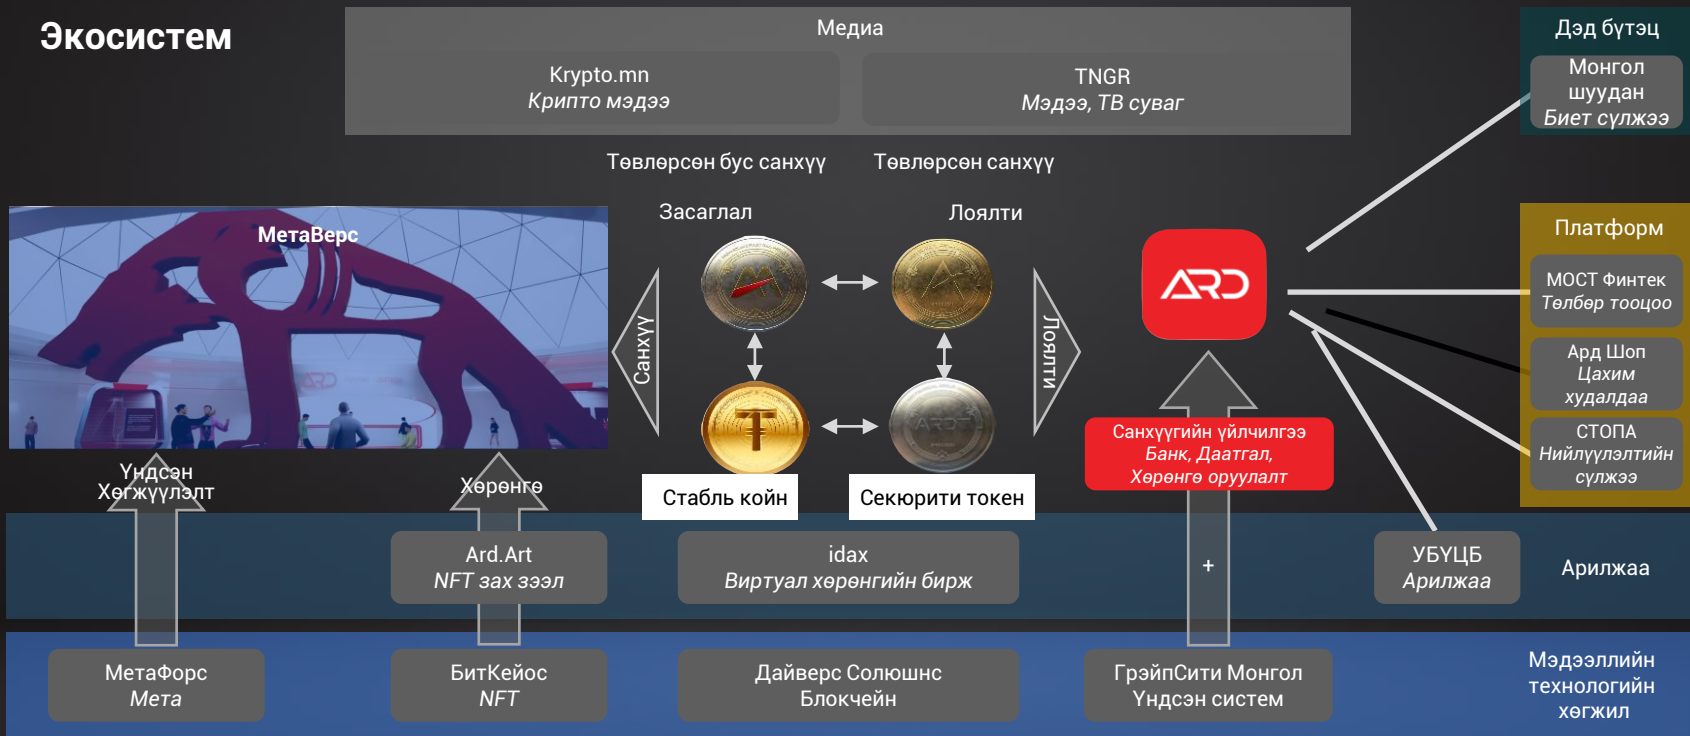 Экосистем
Медиа
Krypto.mn
Крипто мэдээ
TNGR
Мэдээ, ТВ суваг
Дэд бүтэц
Монгол
шуудан
Биет сүлжээ
Төвлөрсөн бус санхүү
Төвлөрсөн санхүү
Засаглал
Лоялти
МетаВерс
ARD
Санхүү
Лоялти
ARD
Платформ
МОСТ Финтек
Төлбөр тооцоо
Ард Шоп
Цахим
худалдаа
СТОПА
Нийлүүлэлтийн
сүлжээ
Санхүүгийн үйлчилгээ
Банк, Даатгал,
Хөрөнгө оруулалт
Үндсэн
Хөгжүүлэлт
Хөрөнгө
Стабль койн
Секюрити токен
Ard.Art
NFT зах зээл
idax
Виртуал хөрөнгийн бирж
+
УБҮЦБ
Арилжаа
Арилжаа
МетаФорс
Мета
БитКейос
NFT
Дайверс Солюшнс
Блокчейн
ГрэйпСити Монгол
Үндсэн систем
Мэдээллийн
технологийн
хөгжил